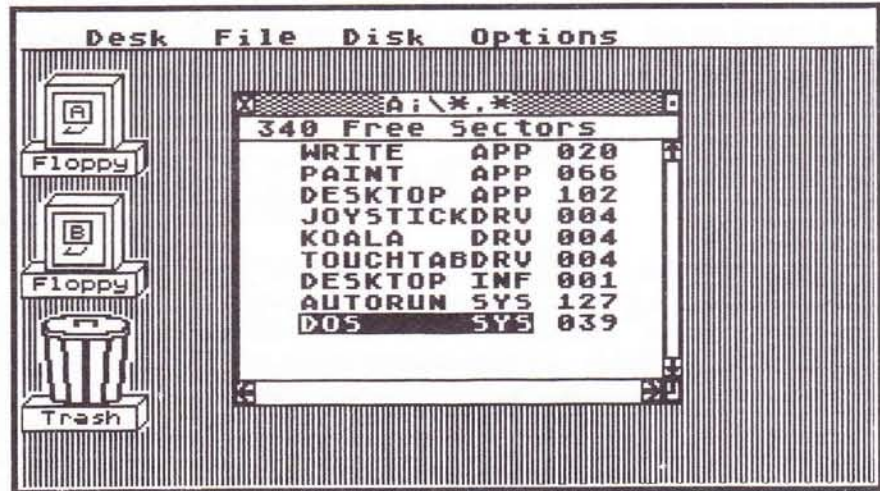 Desk File Disk Options
A:\*.*
340 Free Sectors
WRITE APP 020
PAINT APP 066
DESKTOP APP 102
JOYSTICKDRV 004
KOALA DRV 004
TOUCHTABDRV 004
DESKTOP INF 001
AUTORUN SYS 127
DOS SYS 039
A
Floppy
B
Floppy
Trash